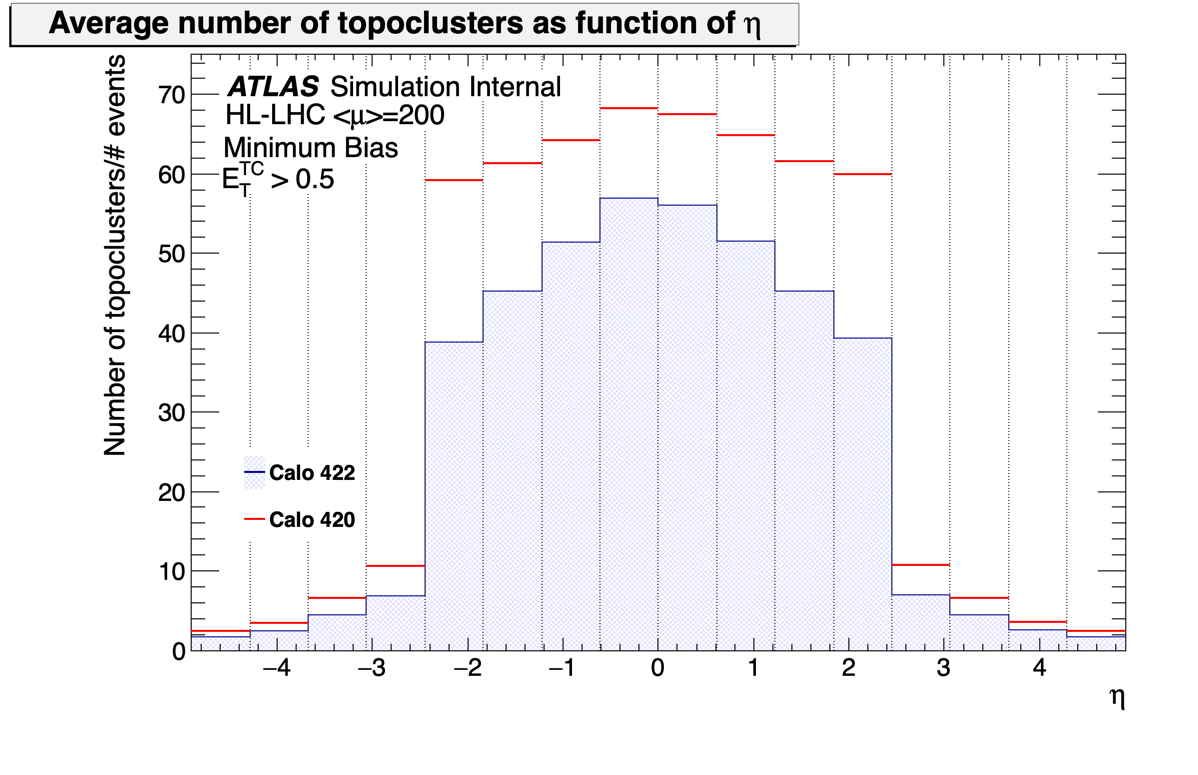 Average number of topoclusters as function of η
Number of topoclusters/# events
ATLAS Simulation Internal
HL-LHC <μ>=200
Minimum Bias
E_T^TC > 0.5
70
60
50
40
30
20
10
0
Calo 422
Calo 420
−4 −3 −2 −1 0 1 2 3 4
η